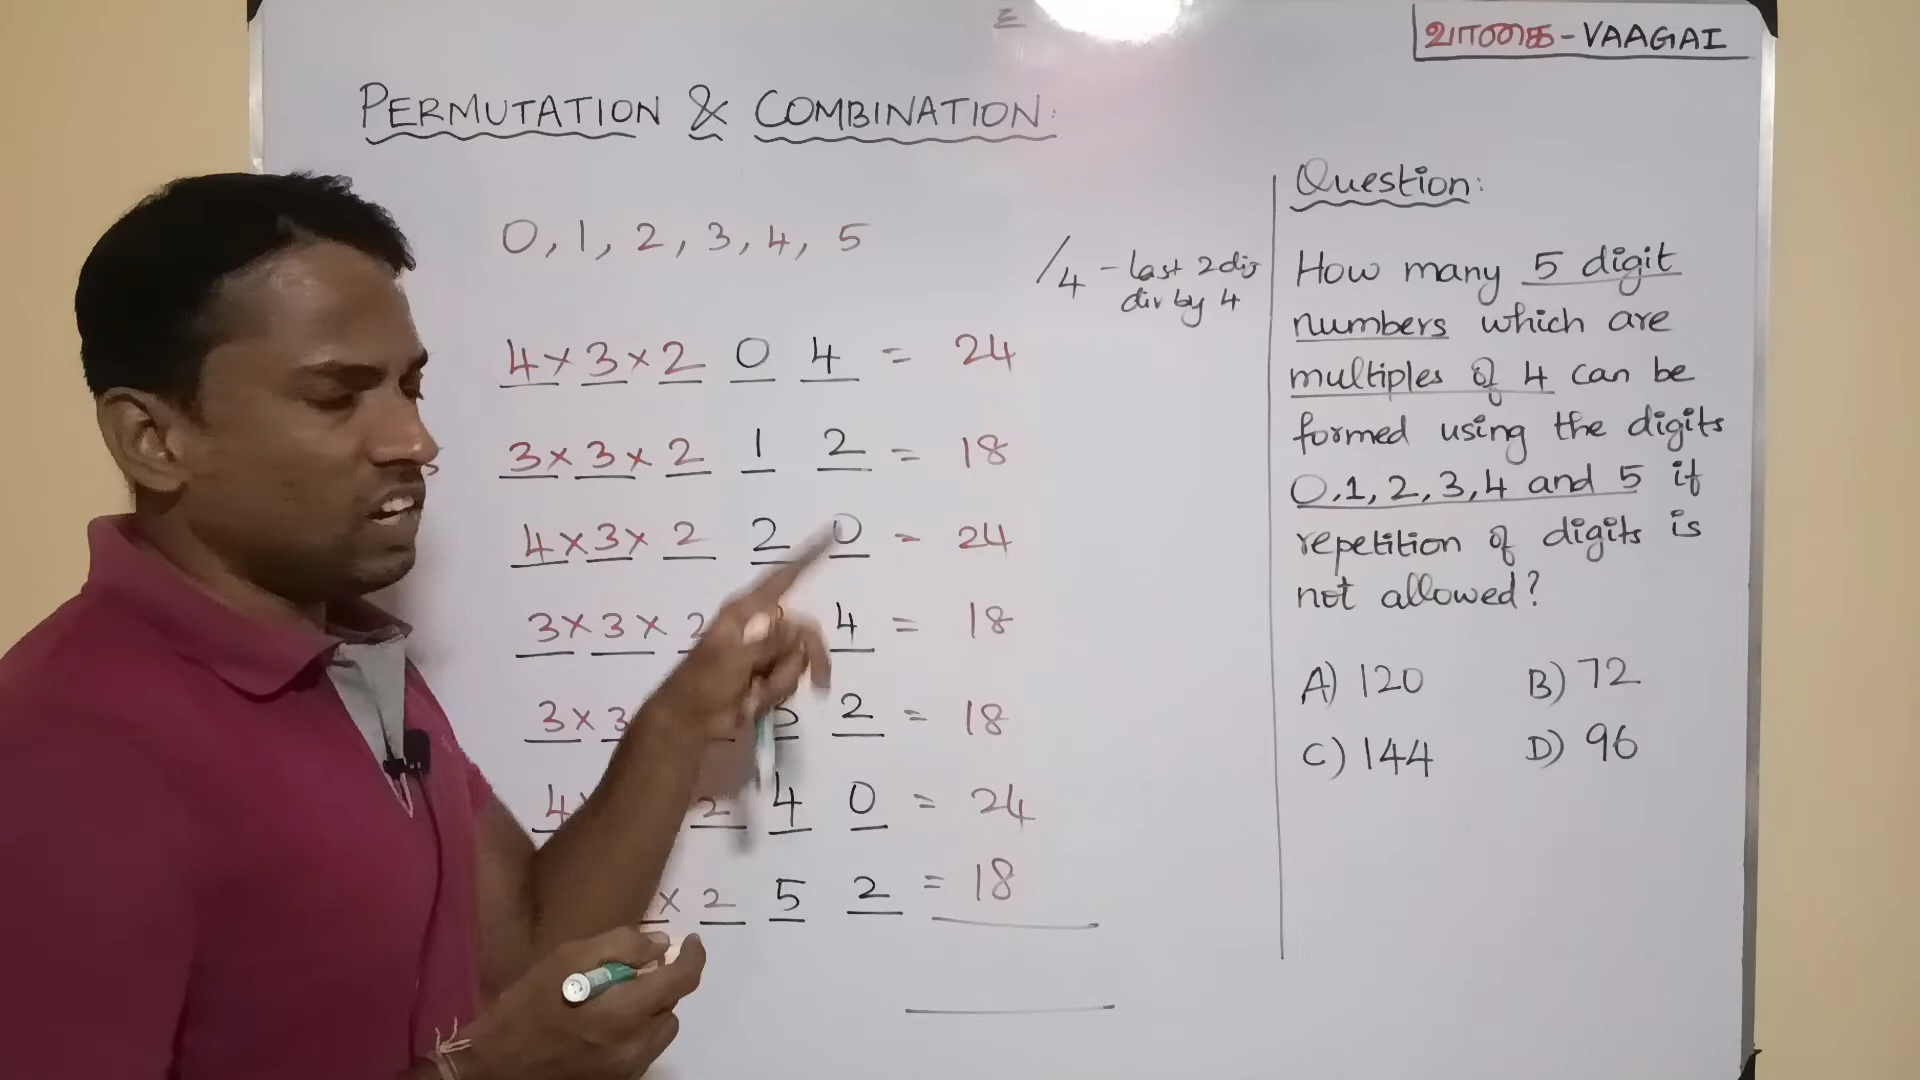 வாகை - VAAGAI
PERMUTATION & COMBINATION:
0, 1, 2, 3, 4, 5
/4 - last 2 dig
div by 4
4 × 3 × 2 0 4 = 24
3 × 3 × 2 1 2 = 18
4 × 3 × 2 2 0 = 24
3 × 3 × 2 4 = 18
3 × 3 3 2 = 18
4 × 2 4 0 = 24
× 2 5 2 = 18
Question:
How many 5 digit
numbers which are
multiples of 4 can be
formed using the digits
0, 1, 2, 3, 4 and 5 if
repetition of digits is
not allowed?
A) 120 B) 72
C) 144 D) 96